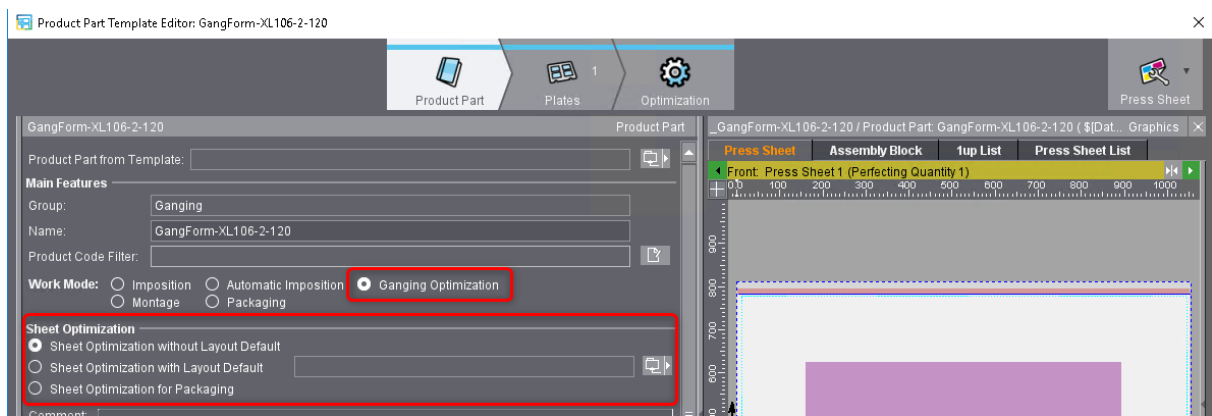 Product Part Template Editor: GangForm-XL106-2-120
Product Part
Plates
1
Optimization
Press Sheet
GangForm-XL106-2-120
Product Part
Product Part from Template:
Main Features
Group:
Ganging
Name:
GangForm-XL106-2-120
Product Code Filter:
Work Mode:
Imposition
Automatic Imposition
Ganging Optimization
Montage
Packaging
Sheet Optimization
Sheet Optimization without Layout Default
Sheet Optimization with Layout Default
Sheet Optimization for Packaging
Comment:
_GangForm-XL106-2-120 / Product Part: GangForm-XL106-2-120 ( $[Dat... Graphics
Press Sheet
Assembly Block
1up List
Press Sheet List
Front: Press Sheet 1 (Perfecting Quantity 1)
0 100 200 300 400 500 600 700 800 900 1000
900
800
700
600